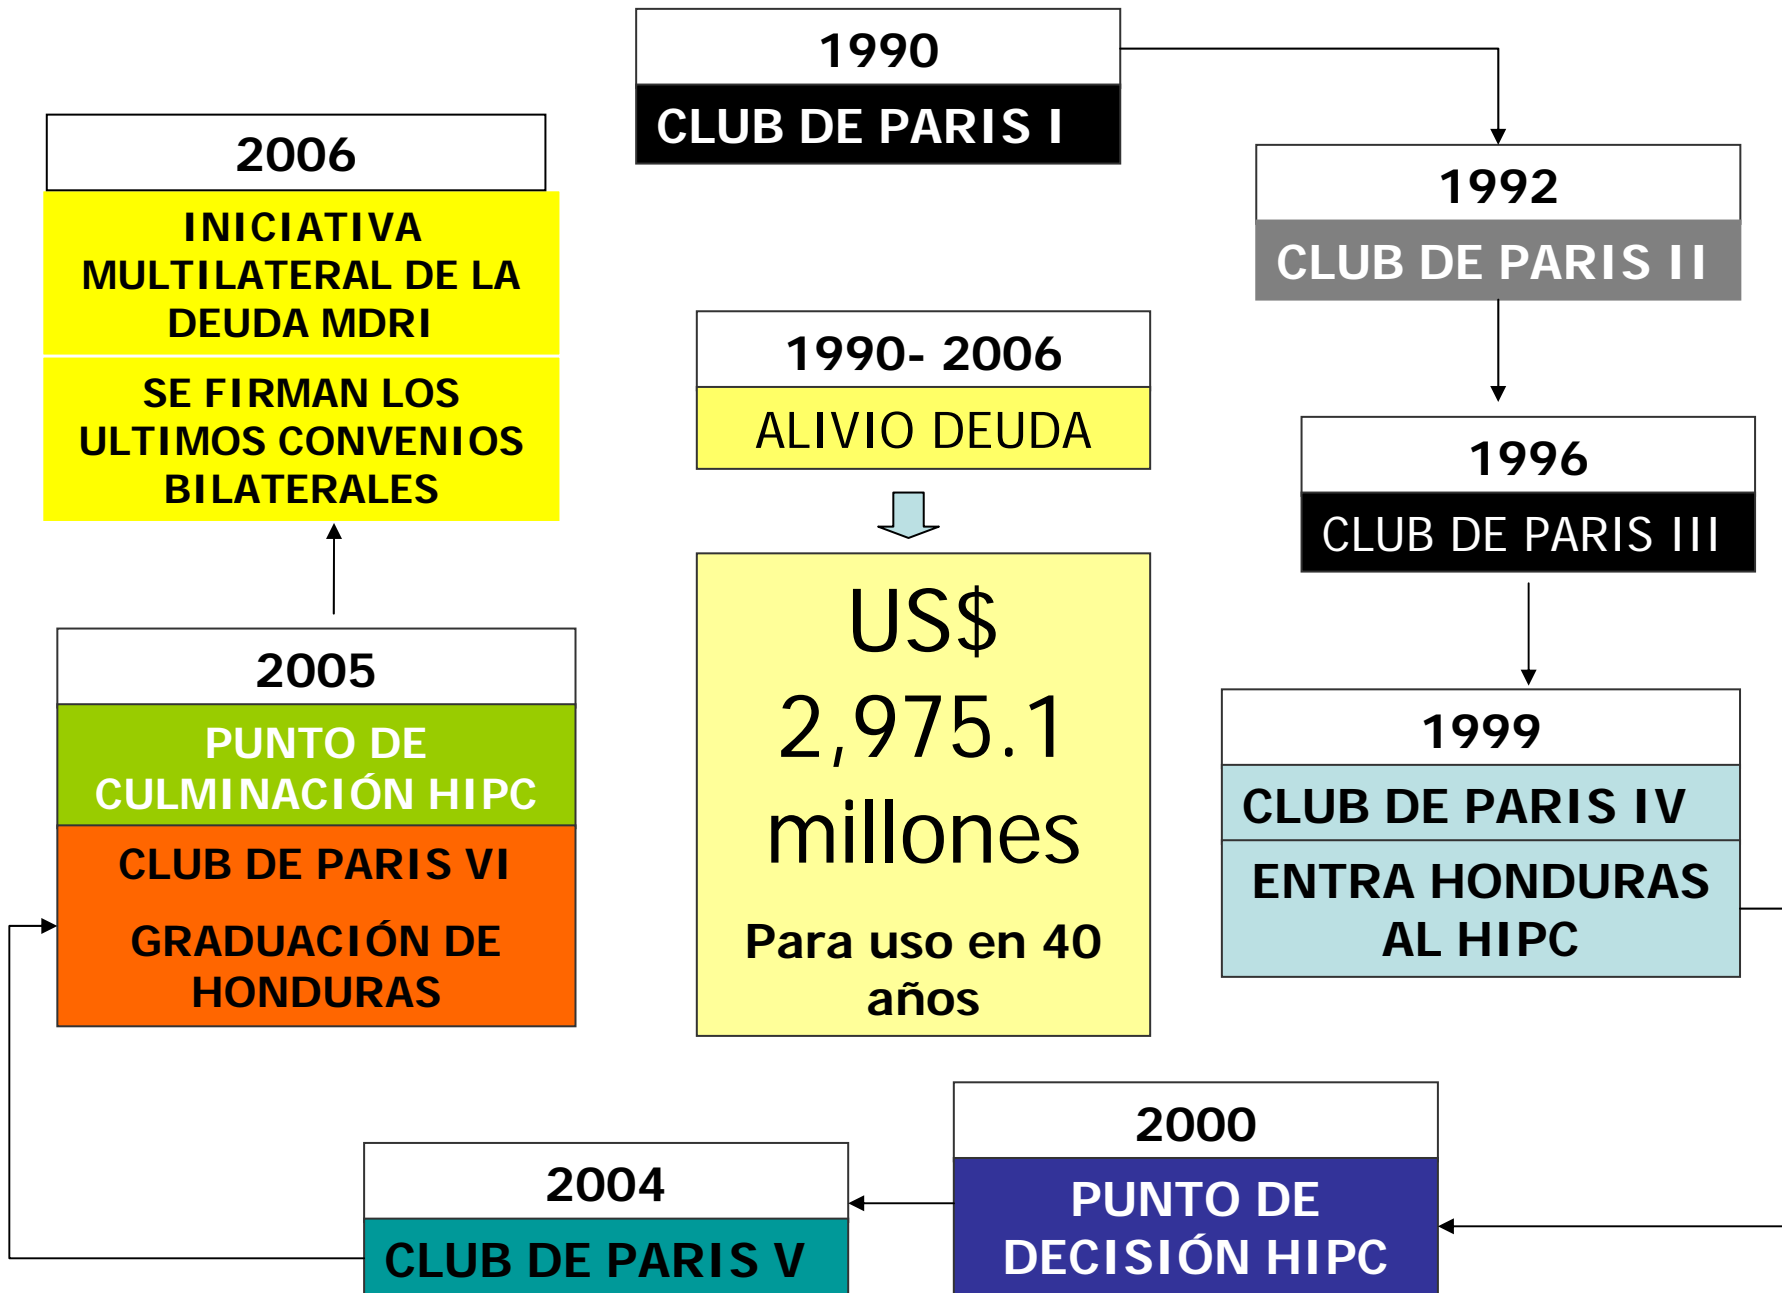 1990
CLUB DE PARIS I
1992
CLUB DE PARIS II
1996
CLUB DE PARIS III
1999
CLUB DE PARIS IV
ENTRA HONDURAS
AL HIPC
2000
PUNTO DE
DECISIÓN HIPC
2004
CLUB DE PARIS V
2005
PUNTO DE
CULMINACIÓN HIPC
CLUB DE PARIS VI
GRADUACIÓN DE
HONDURAS
2006
INICIATIVA
MULTILATERAL DE LA
DEUDA MDRI
SE FIRMAN LOS
ULTIMOS CONVENIOS
BILATERALES
1990- 2006
ALIVIO DEUDA
US$
2,975.1
millones
Para uso en 40
años